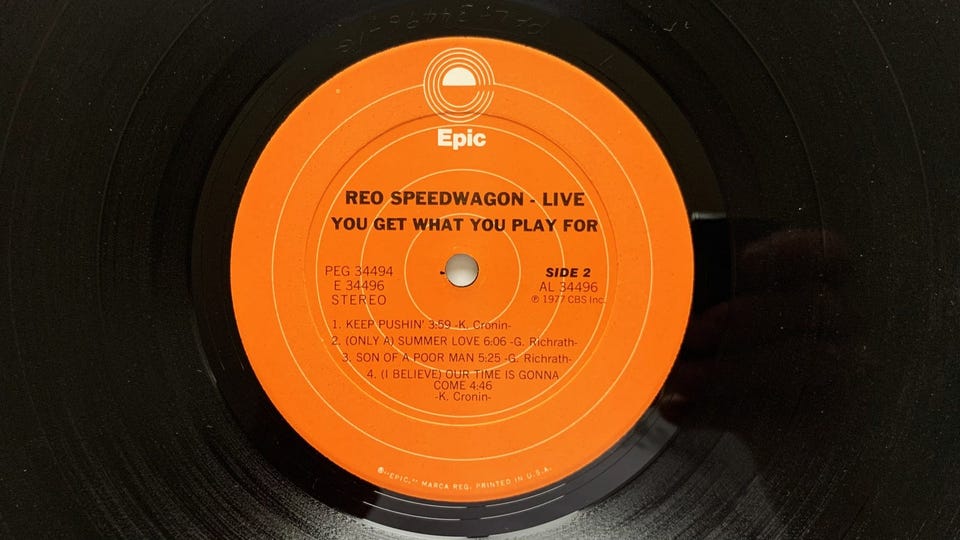 PAL 34496-1G
Epic
REO SPEEDWAGON - LIVE
YOU GET WHAT YOU PLAY FOR
PEG 34494
E 34496
STEREO
SIDE 2
AL 34496
℗ 1977 CBS Inc.
1. KEEP PUSHIN' 3:59 -K. Cronin-
2. (ONLY A) SUMMER LOVE 6:06 -G. Richrath-
3. SON OF A POOR MAN 5:25 -G. Richrath-
4. (I BELIEVE) OUR TIME IS GONNA
COME 4:46
-K. Cronin-
®"EPIC," MARCA REG. PRINTED IN U.S.A.